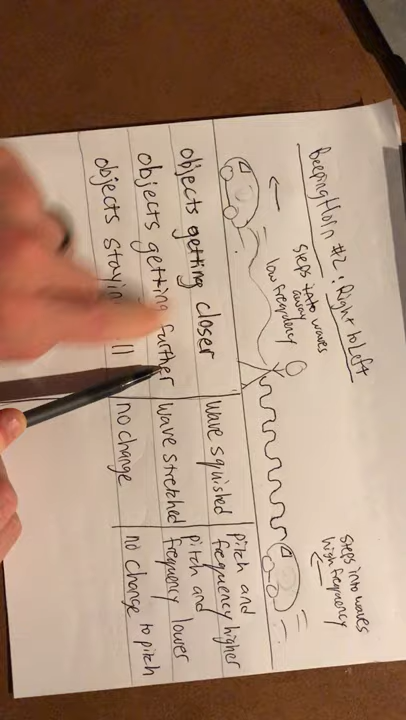 Beeping Horn #2: Right to Left
steps into waves
away
low frequency
steps into waves
high frequency
objects getting closer
wave squished
pitch and
frequency higher
objects getting further
wave stretched
pitch and
frequency lower
objects
no change
no change to pitch